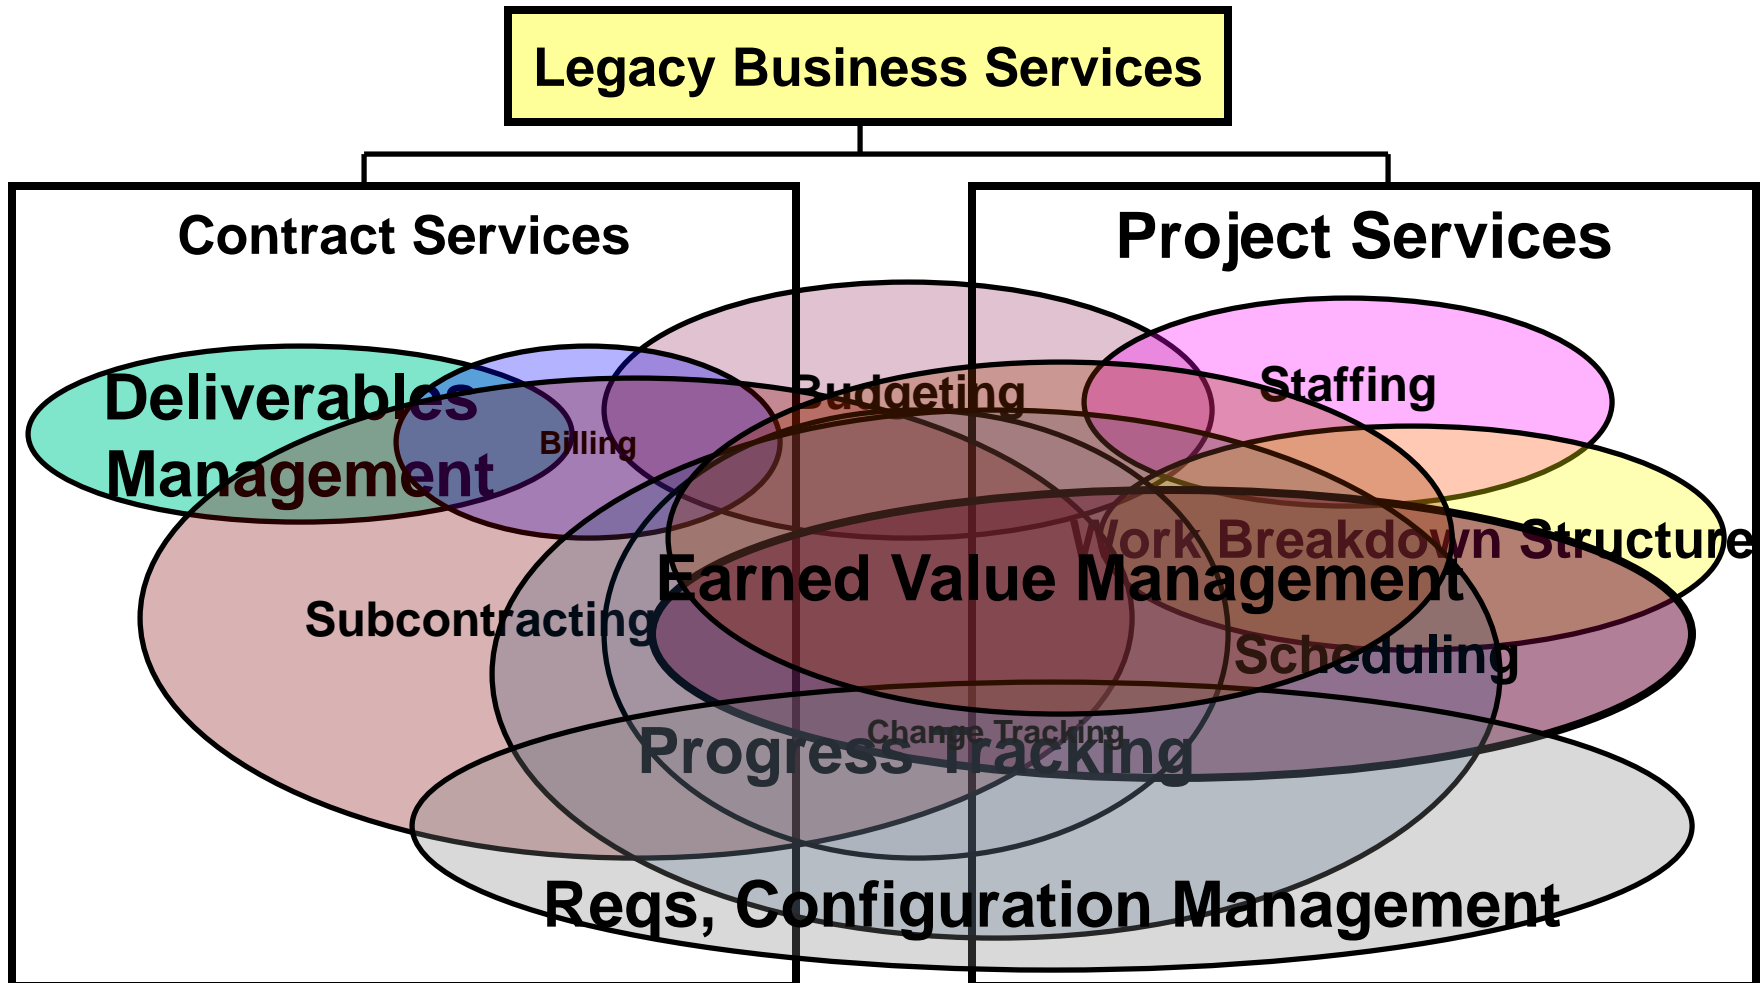 Legacy Business Services
Contract Services
Project Services
Deliverables
Management
Billing
Budgeting
Staffing
Work Breakdown Structure
Earned Value Management
Subcontracting
Scheduling
Change Tracking
Progress Tracking
Reqs, Configuration Management